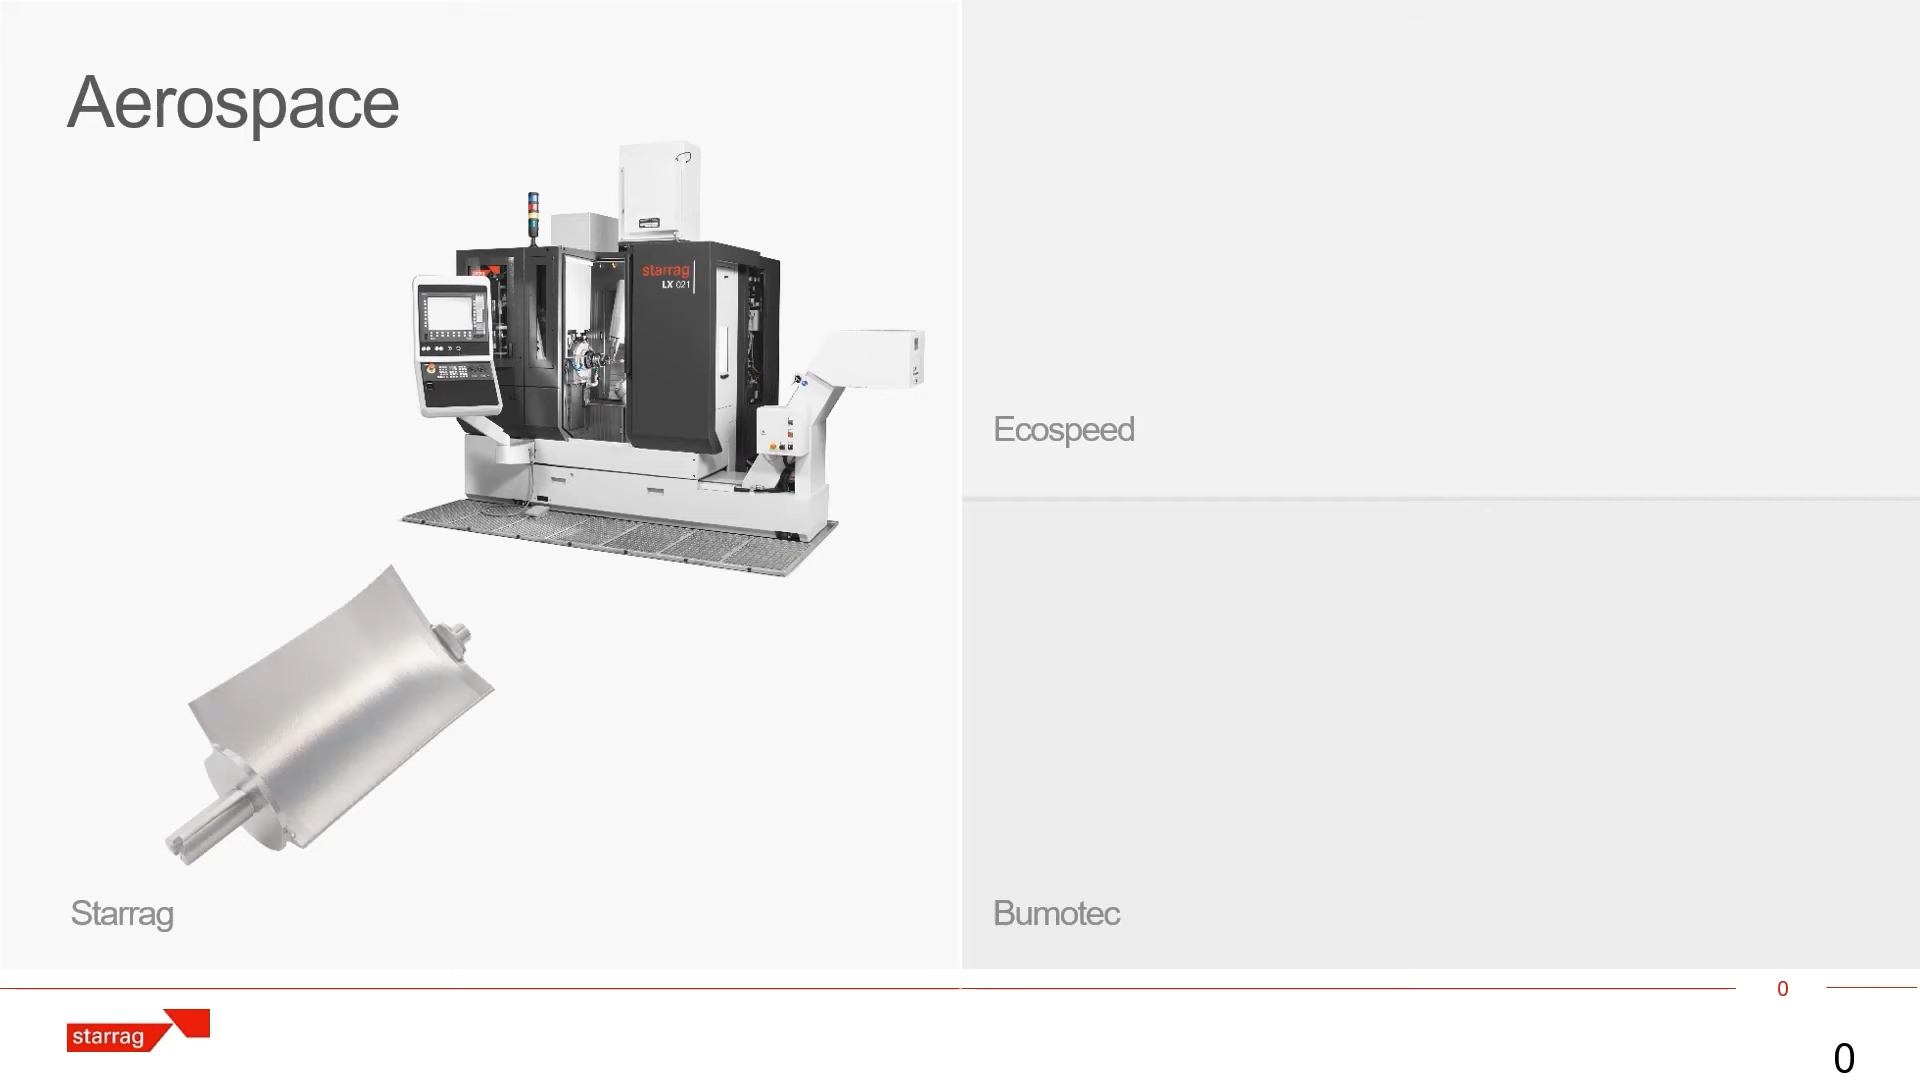 Aerospace
starrag
LX 021
Ecospeed
Starrag
Bumotec
0
starrag
0